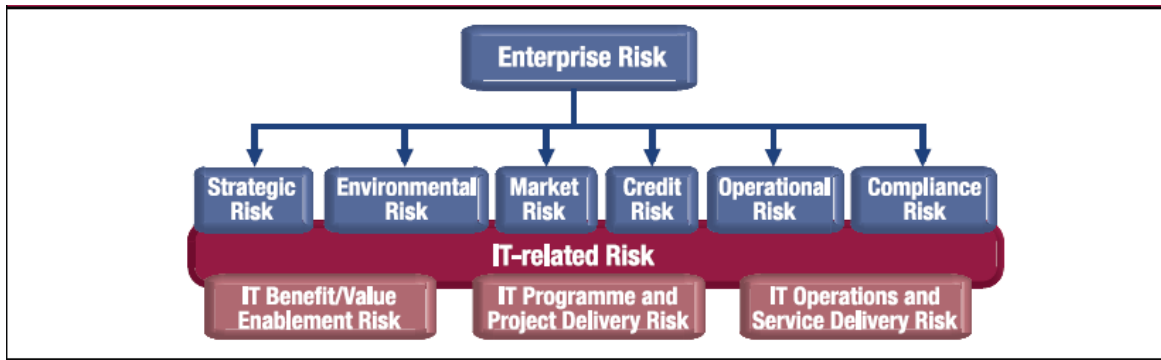 Enterprise Risk
Strategic
Risk
Environmental
Risk
Market
Risk
Credit
Risk
Operational
Risk
Compliance
Risk
IT-related Risk
IT Benefit/Value
Enablement Risk
IT Programme and
Project Delivery Risk
IT Operations and
Service Delivery Risk